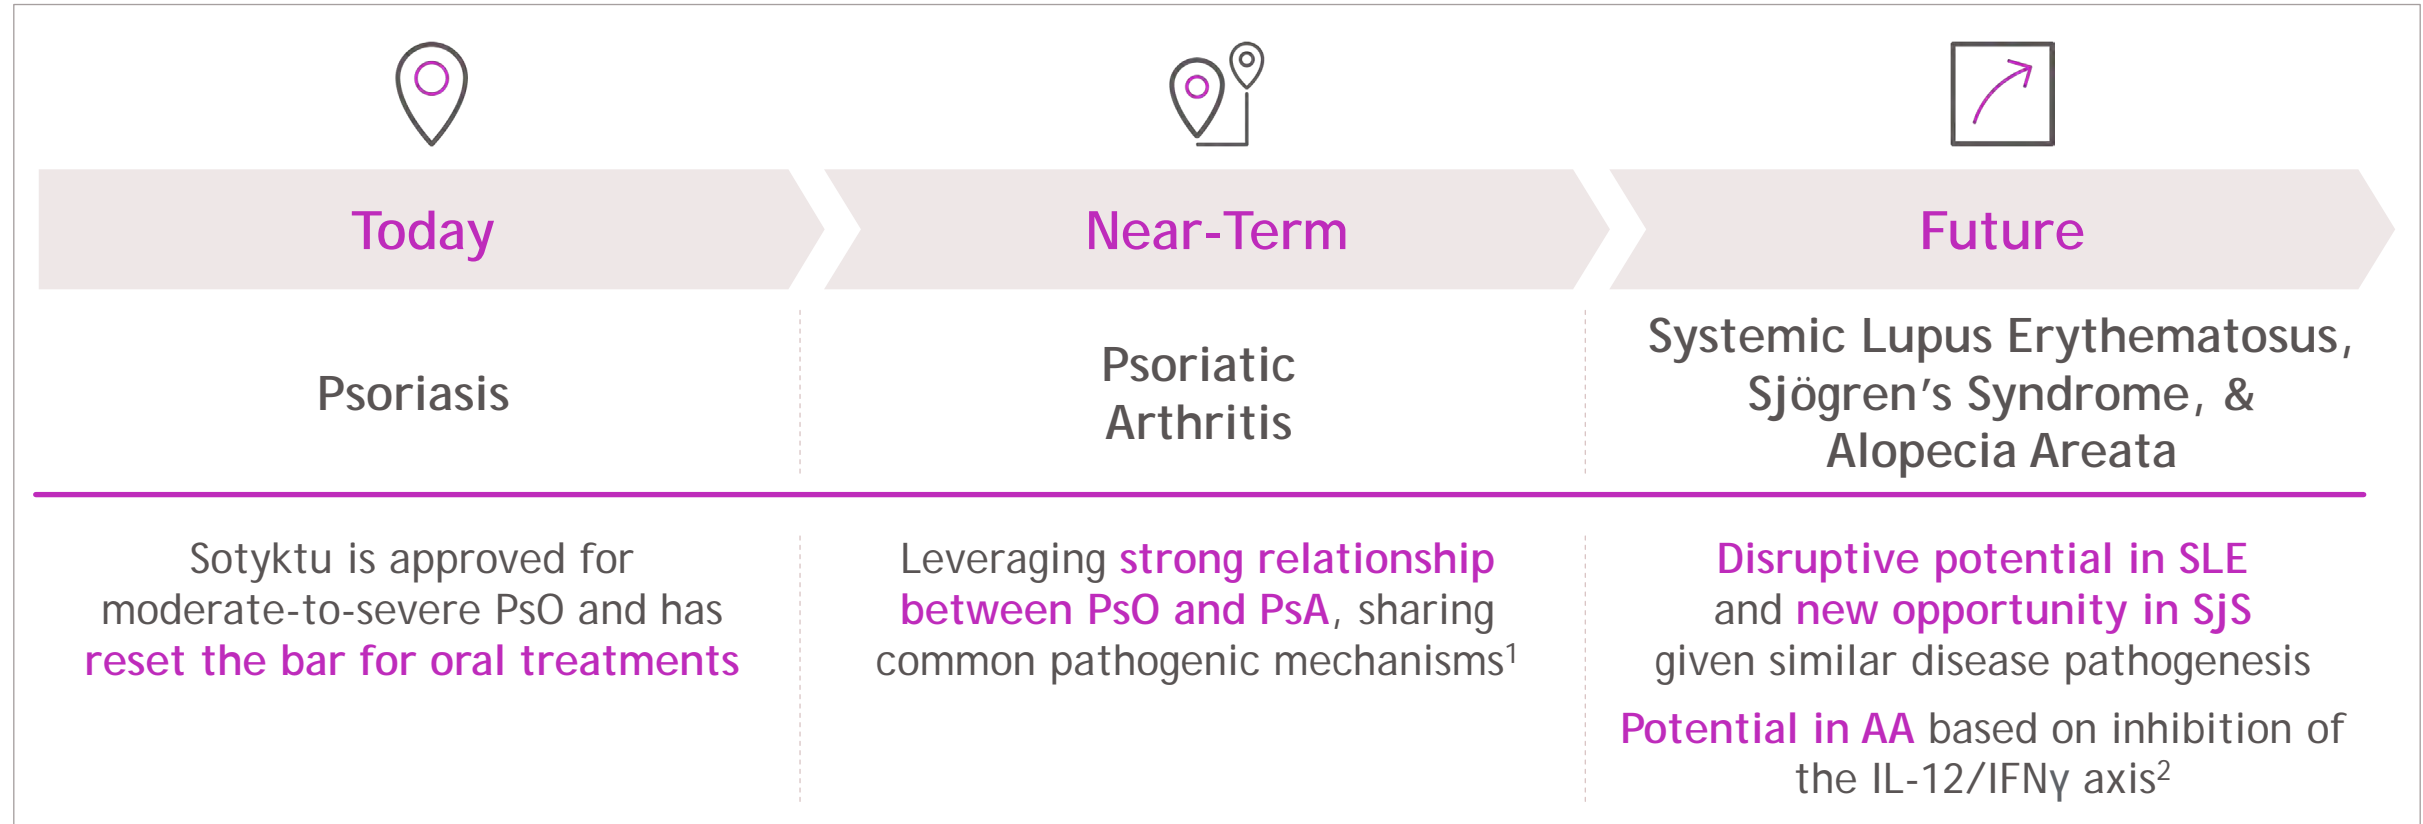 Today
Near-Term
Future
Psoriasis
Psoriatic
Arthritis
Systemic Lupus Erythematosus,
Sjögren's Syndrome, &
Alopecia Areata
Sotyktu is approved for
moderate-to-severe PsO and has
reset the bar for oral treatments
Leveraging strong relationship
between PsO and PsA, sharing
common pathogenic mechanisms¹
Disruptive potential in SLE
and new opportunity in SjS
given similar disease pathogenesis
Potential in AA based on inhibition of
the IL-12/IFNγ axis²